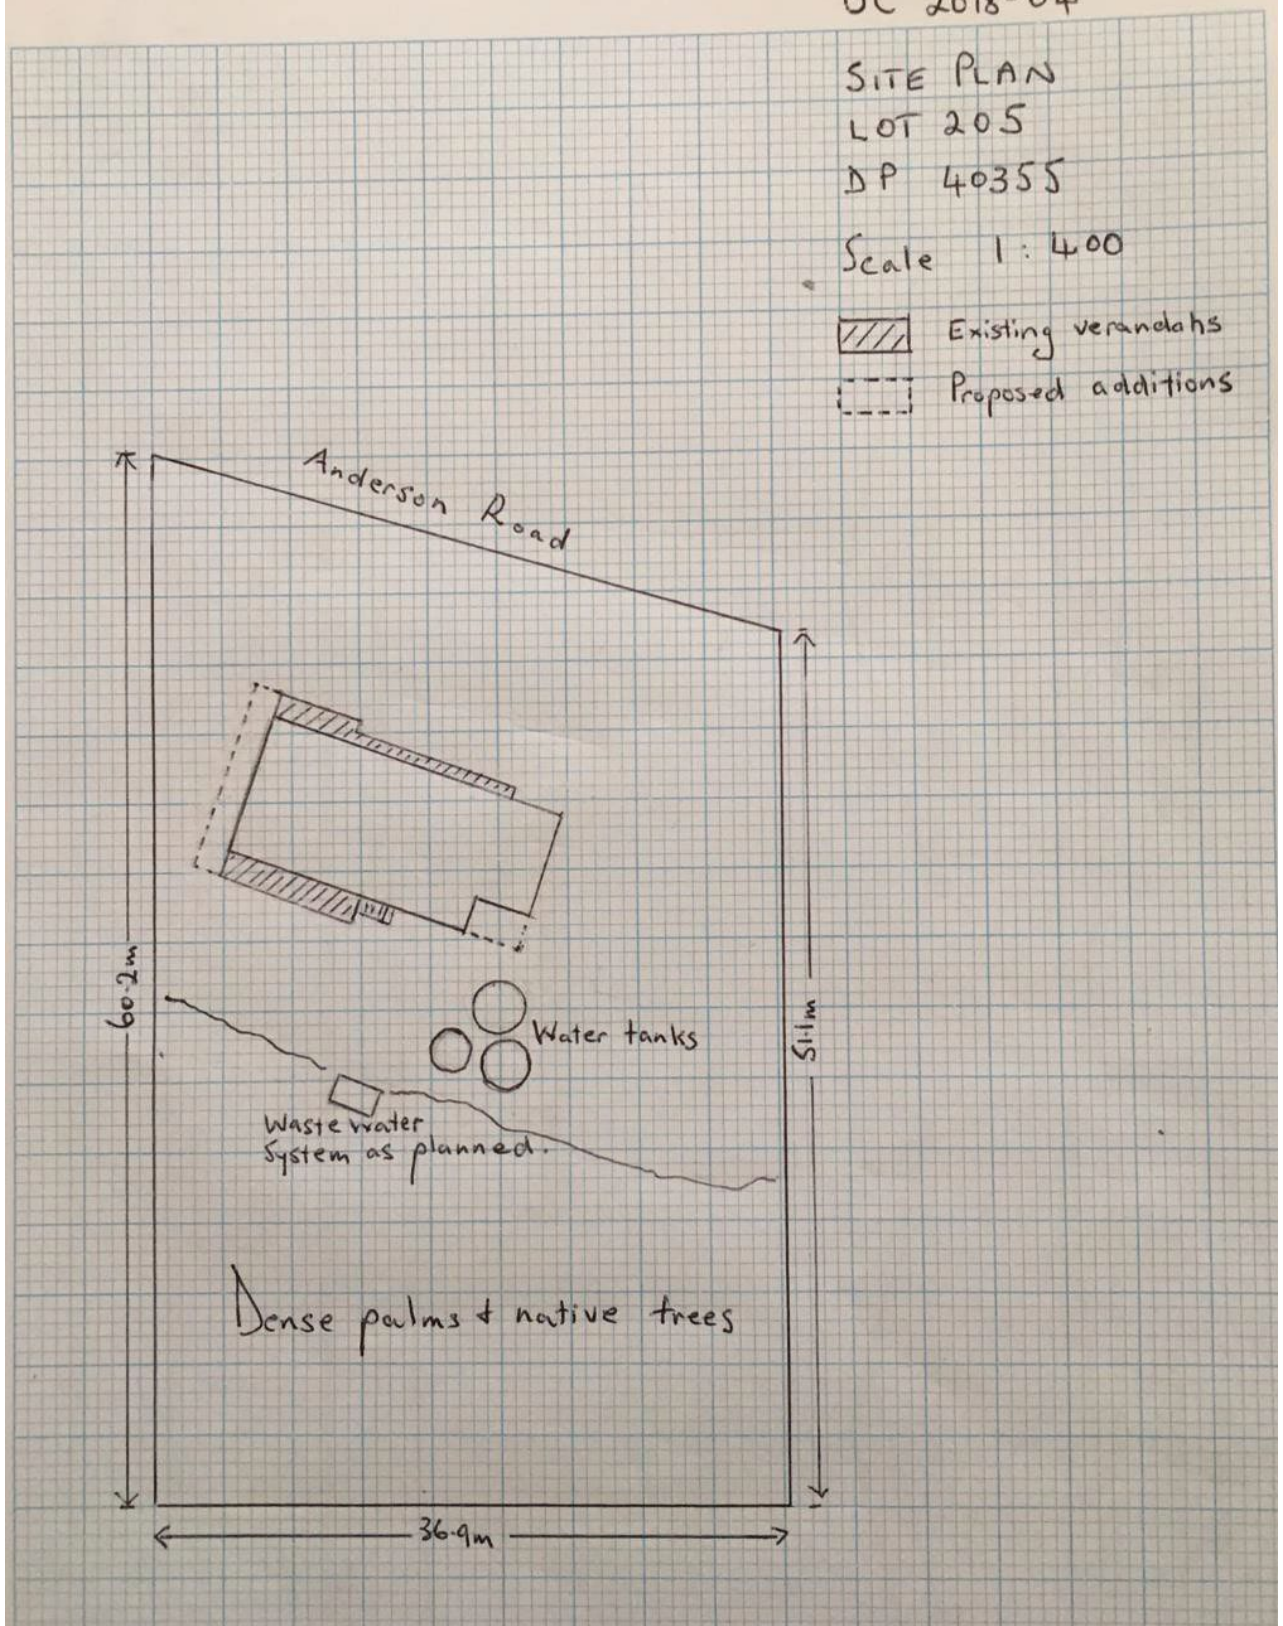 SITE PLAN
LOT 205
DP 40355
Scale 1:400
Existing verandahs
Proposed additions
Anderson Road
60.2m
51.1m
Water tanks
Waste water
System as planned.
Dense palms + native trees
36.9m